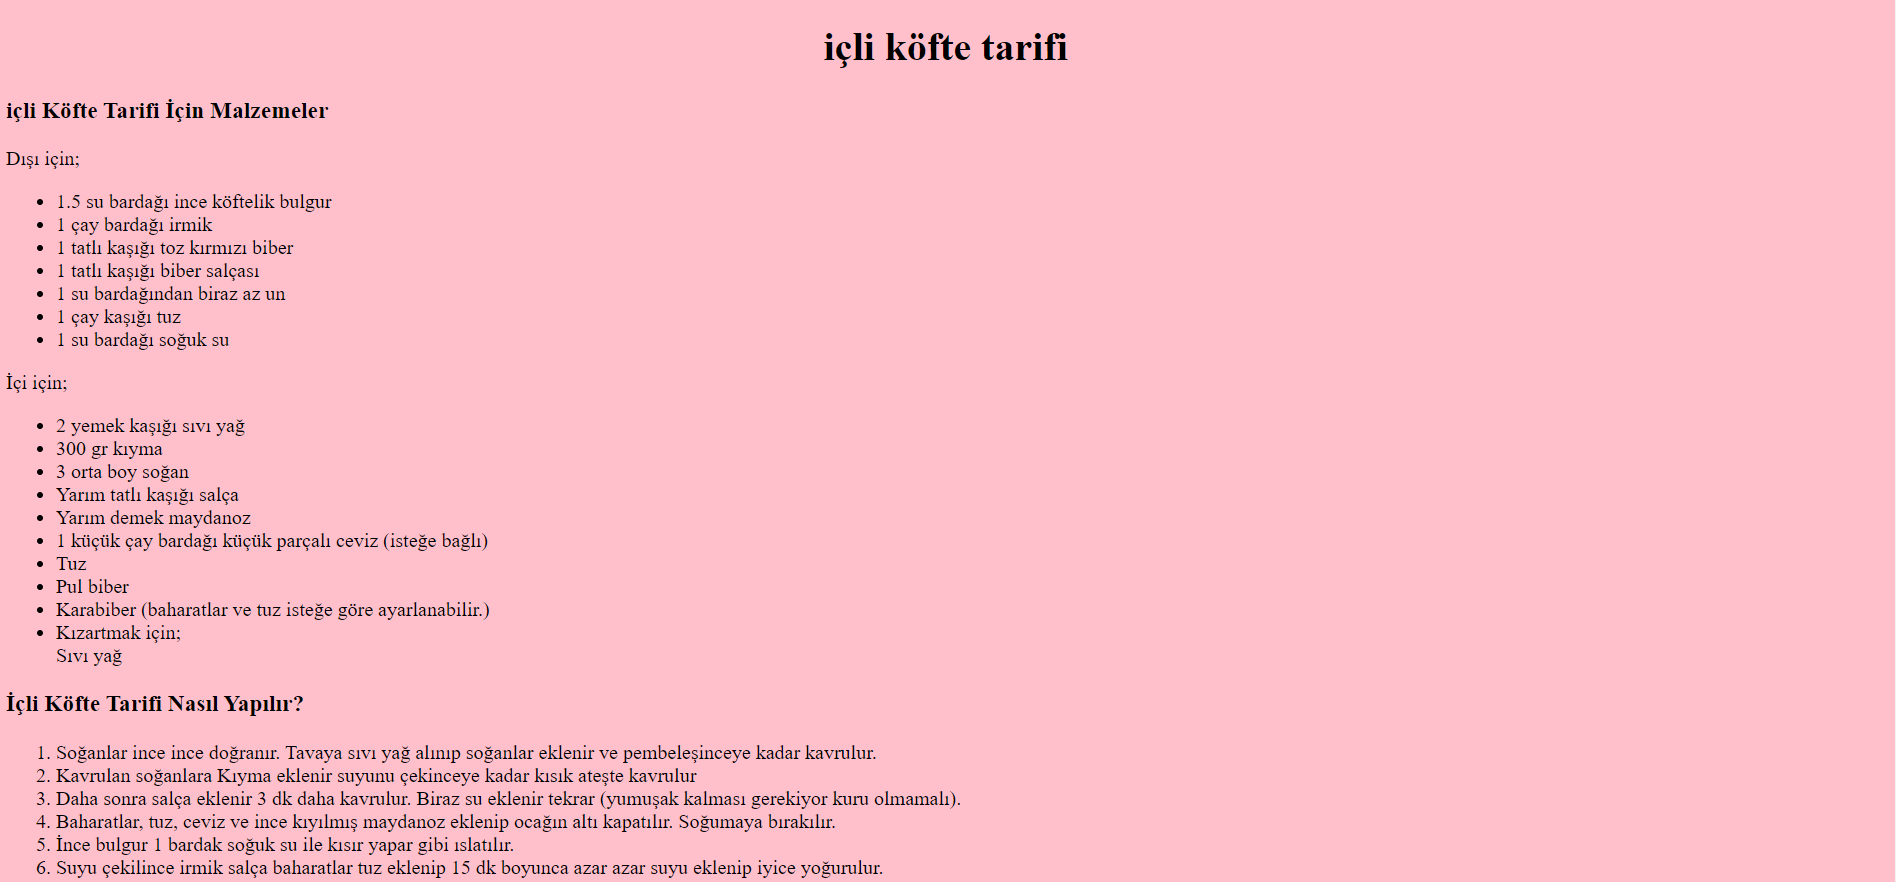 içli köfte tarifi
içli Köfte Tarifi İçin Malzemeler
Dışı için;
• 1.5 su bardağı ince köftelik bulgur
• 1 çay bardağı irmik
• 1 tatlı kaşığı toz kırmızı biber
• 1 tatlı kaşığı biber salçası
• 1 su bardağından biraz az un
• 1 çay kaşığı tuz
• 1 su bardağı soğuk su
İçi için;
• 2 yemek kaşığı sıvı yağ
• 300 gr kıyma
• 3 orta boy soğan
• Yarım tatlı kaşığı salça
• Yarım demek maydanoz
• 1 küçük çay bardağı küçük parçalı ceviz (isteğe bağlı)
• Tuz
• Pul biber
• Karabiber (baharatlar ve tuz isteğe göre ayarlanabilir.)
• Kızartmak için;
Sıvı yağ
İçli Köfte Tarifi Nasıl Yapılır?
1. Soğanlar ince ince doğranır. Tavaya sıvı yağ alınıp soğanlar eklenir ve pembeleşinceye kadar kavrulur.
2. Kavrulan soğanlara Kıyma eklenir suyunu çekinceye kadar kısık ateşte kavrulur
3. Daha sonra salça eklenir 3 dk daha kavrulur. Biraz su eklenir tekrar (yumuşak kalması gerekiyor kuru olmamalı).
4. Baharatlar, tuz, ceviz ve ince kıyılmış maydanoz eklenip ocağın altı kapatılır. Soğumaya bırakılır.
5. İnce bulgur 1 bardak soğuk su ile kısır yapar gibi ıslatılır.
6. Suyu çekilince irmik salça baharatlar tuz eklenip 15 dk boyunca azar azar suyu eklenip iyice yoğurulur.